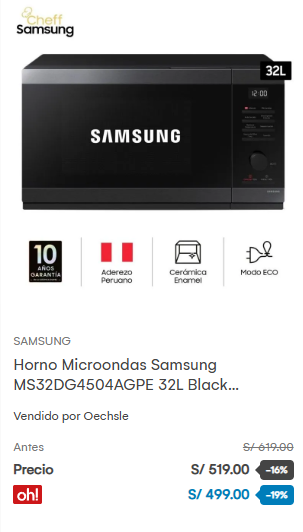 Cheff
Samsung
32L
12:00
SAMSUNG
10
AÑOS
GARANTÍA
Aderezo
Peruano
Cerámica
Enamel
Modo ECO
SAMSUNG
Horno Microondas Samsung
MS32DG4504AGPE 32L Black...
Vendido por Oechsle
Antes S/ 619.00
Precio S/ 519.00 -16%
oh! S/ 499.00 -19%